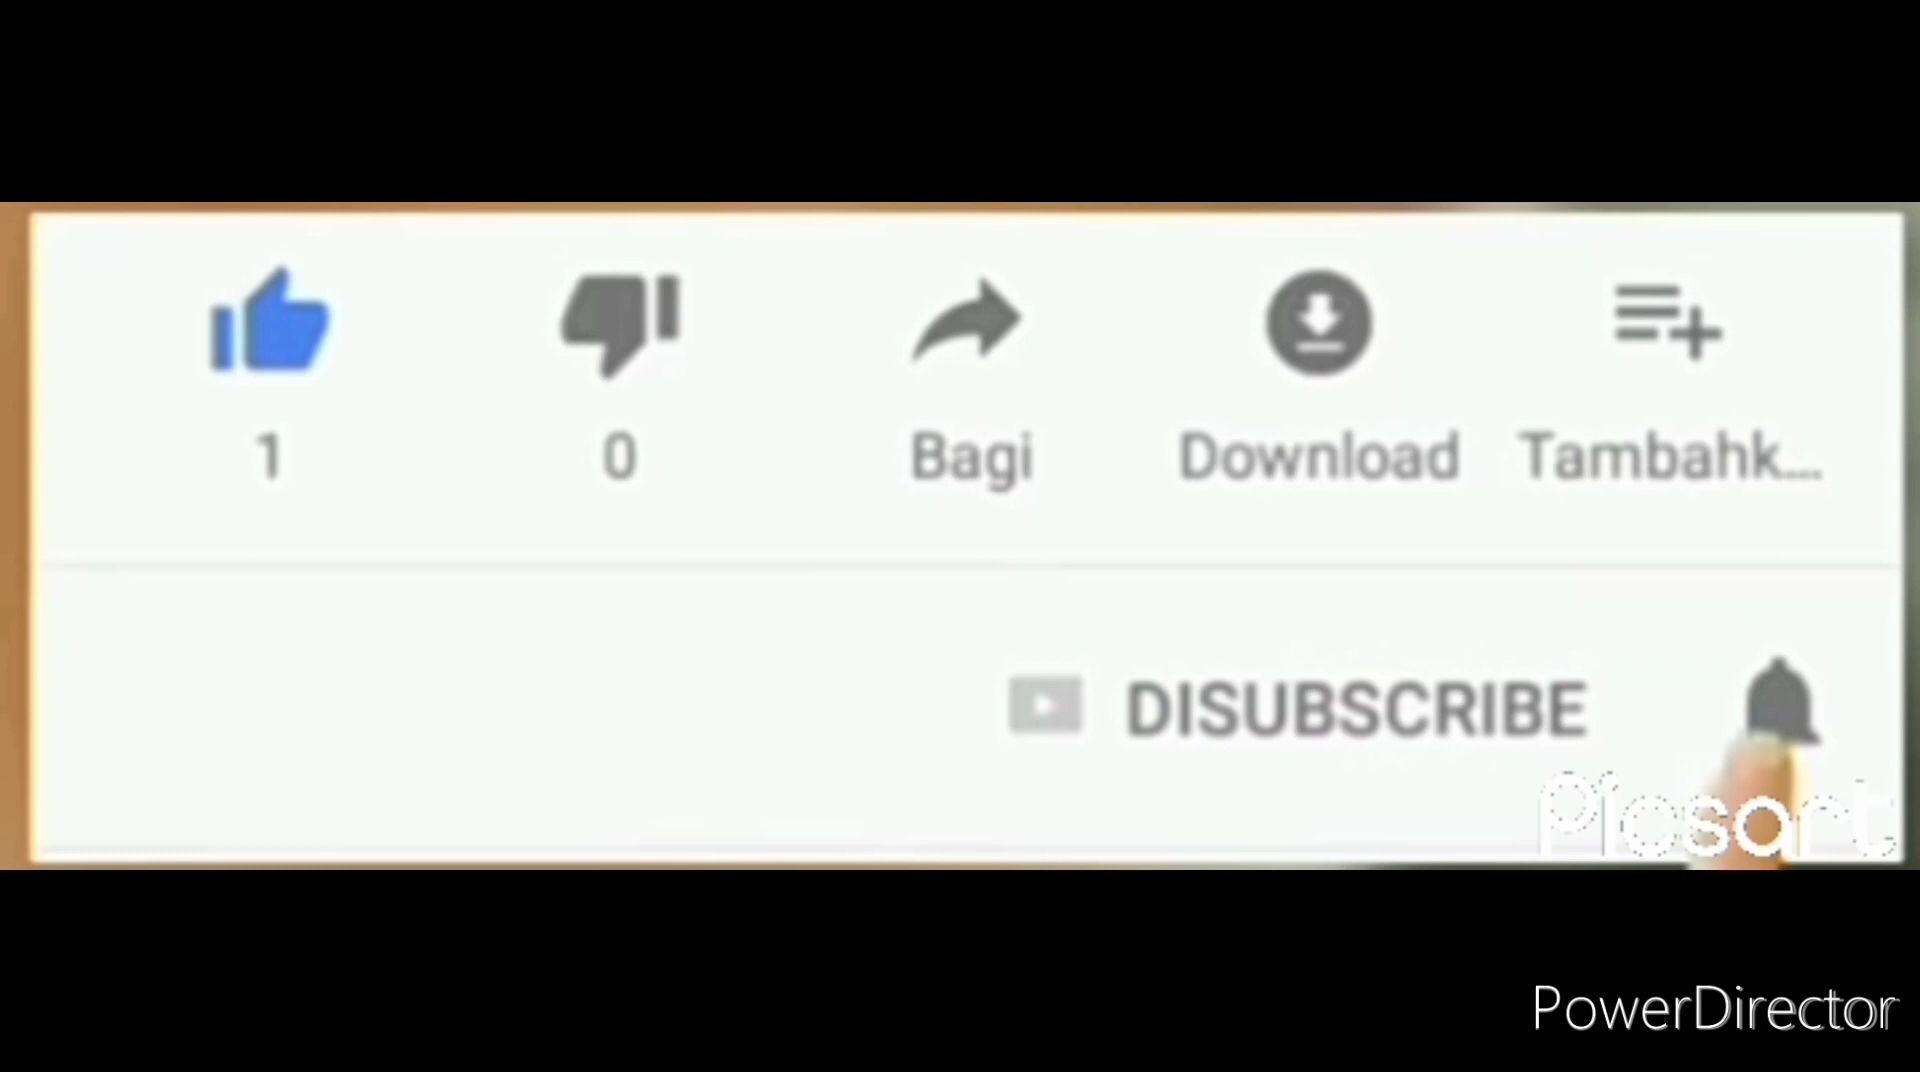 1 0 Bagi Download Tambahk...
DISUBSCRIBE
Picsart
PowerDirector